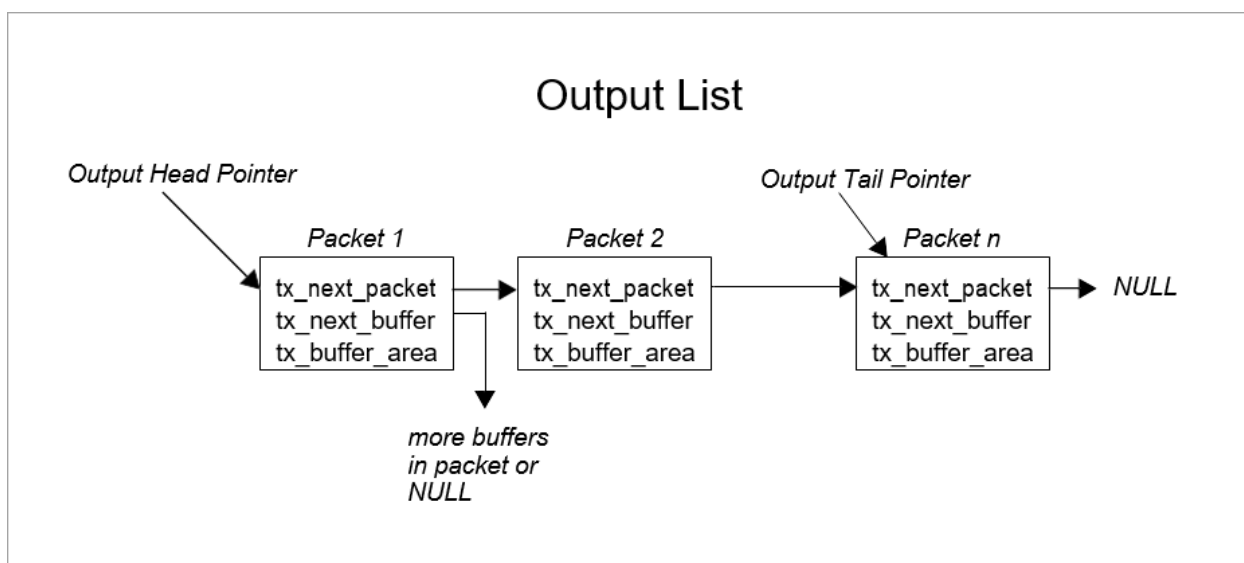 Output List
Output Head Pointer
Output Tail Pointer
Packet 1
Packet 2
Packet n
tx_next_packet
tx_next_buffer
tx_buffer_area
tx_next_packet
tx_next_buffer
tx_buffer_area
tx_next_packet
tx_next_buffer
tx_buffer_area
NULL
more buffers
in packet or
NULL